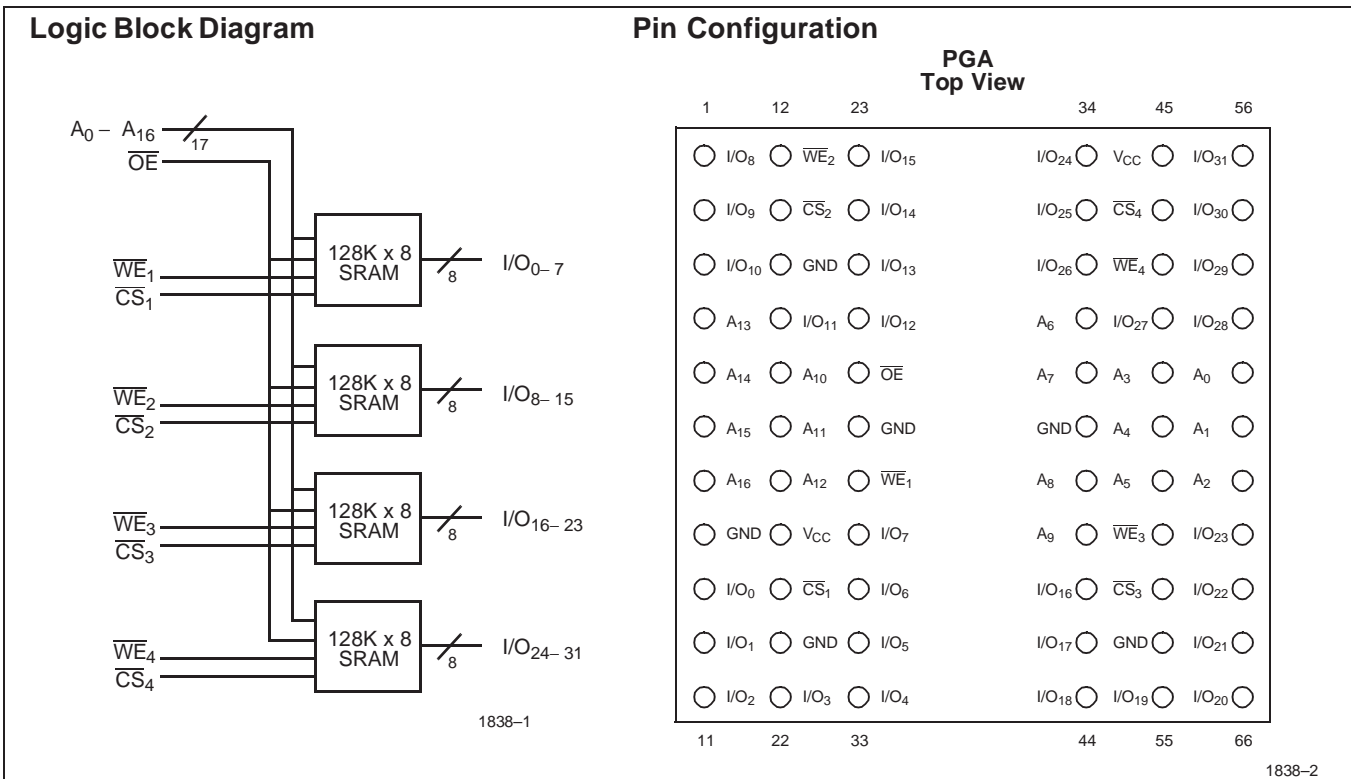 Logic Block Diagram
A0 – A16
17
OE
WE1
CS1
128K x 8
SRAM
8
I/O0– 7
WE2
CS2
128K x 8
SRAM
8
I/O8– 15
WE3
CS3
128K x 8
SRAM
8
I/O16– 23
WE4
CS4
128K x 8
SRAM
8
I/O24– 31
1838–1
Pin Configuration
PGA
Top View
1 12 23 34 45 56
I/O8 WE2 I/O15 I/O24 VCC I/O31
I/O9 CS2 I/O14 I/O25 CS4 I/O30
I/O10 GND I/O13 I/O26 WE4 I/O29
A13 I/O11 I/O12 A6 I/O27 I/O28
A14 A10 OE A7 A3 A0
A15 A11 GND GND A4 A1
A16 A12 WE1 A8 A5 A2
GND VCC I/O7 A9 WE3 I/O23
I/O0 CS1 I/O6 I/O16 CS3 I/O22
I/O1 GND I/O5 I/O17 GND I/O21
I/O2 I/O3 I/O4 I/O18 I/O19 I/O20
11 22 33 44 55 66
1838–2